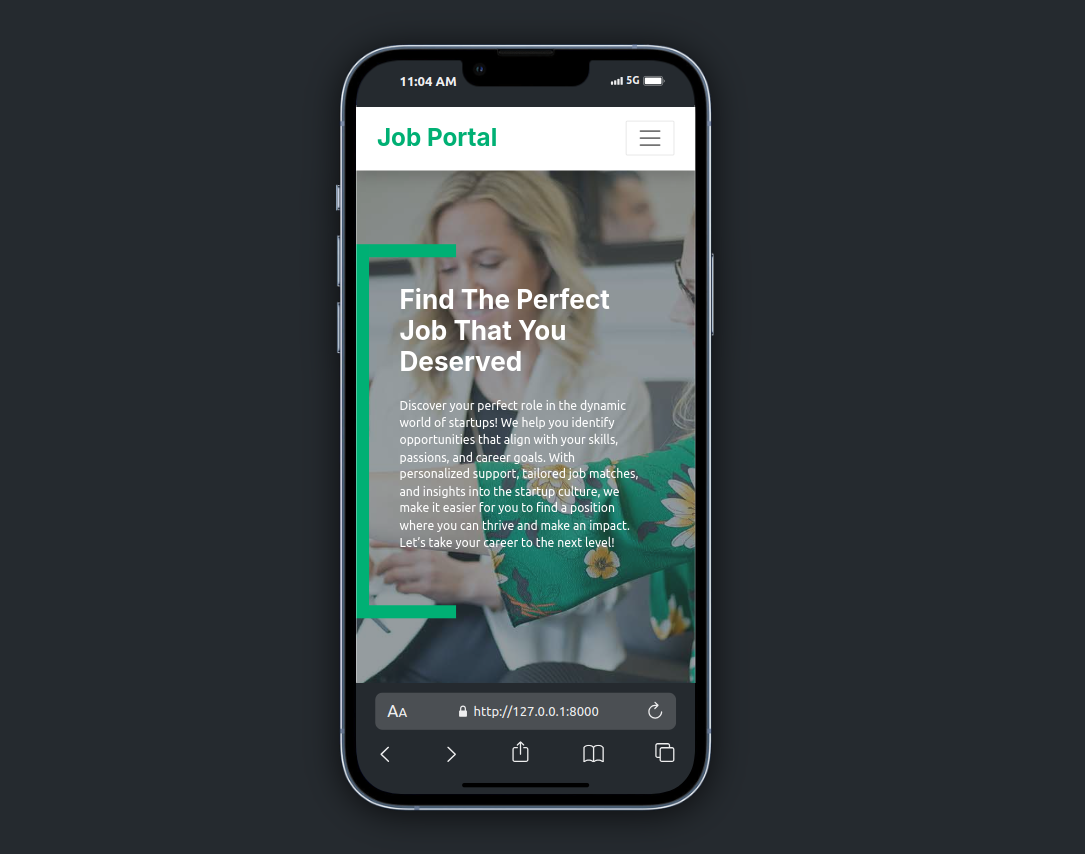 11:04 AM
5G
Job Portal
Find The Perfect
Job That You
Deserved
Discover your perfect role in the dynamic
world of startups! We help you identify
opportunities that align with your skills,
passions, and career goals. With
personalized support, tailored job matches,
and insights into the startup culture, we
make it easier for you to find a position
where you can thrive and make an impact.
Let’s take your career to the next level!
AA
http://127.0.0.1:8000